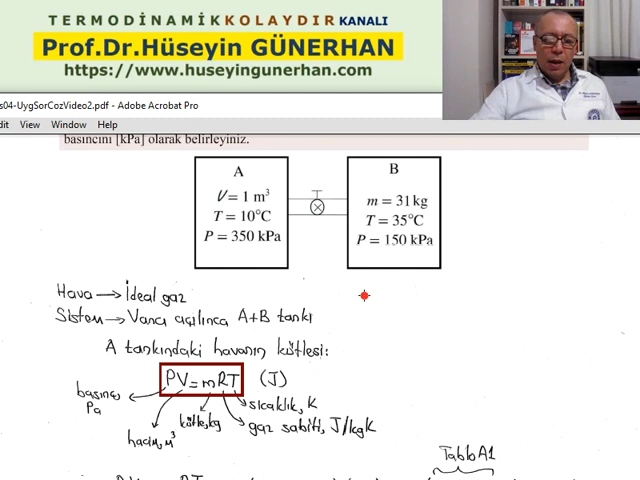 TERMODİNAMİKKOLAYDIR KANALI
Prof.Dr.Hüseyin GÜNERHAN
https://www.huseyingunerhan.com
s04-UygSorCozVideo2.pdf - Adobe Acrobat Pro
dit View Window Help
basıncını [kPa] olarak belirleyiniz.
A
V = 1 m³
T = 10°C
P = 350 kPa
B
m = 31 kg
T = 35°C
P = 150 kPa
Hava → İdeal gaz
Sistem → Vana açılınca A+B tankı
A tankındaki havanın kütlesi:
PV = mRT (J)
basınç, Pa
hacim, m³
kütle, kg
sıcaklık, K
gaz sabiti, J/kgK
Tablo A1